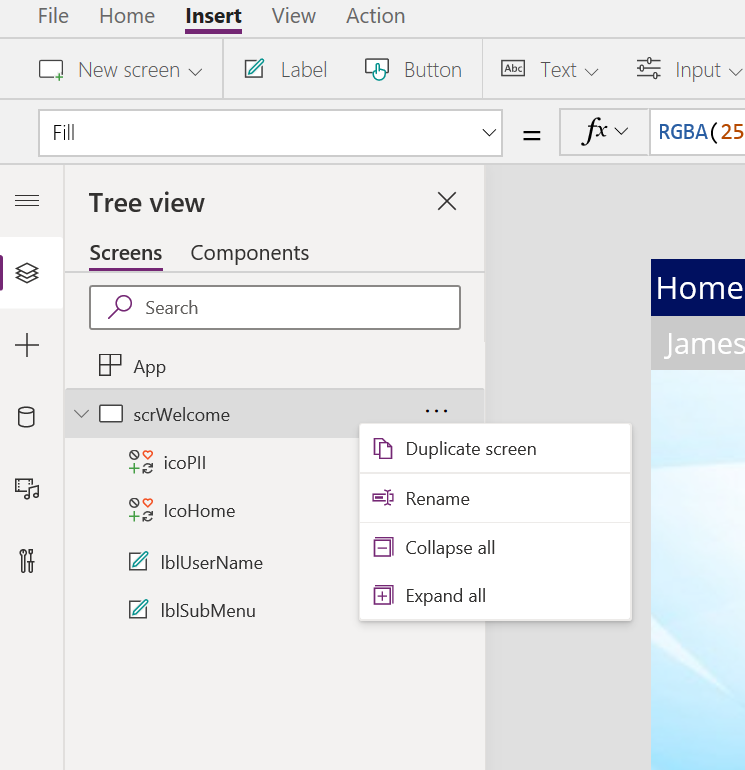 File Home Insert View Action
New screen Label Button Abc Text Input
Fill = fx RGBA(25
Tree view
Screens Components
Search
App
scrWelcome ...
Duplicate screen
icoPII
Rename
IcoHome
Collapse all
lblUserName
Expand all
lblSubMenu
Home
James